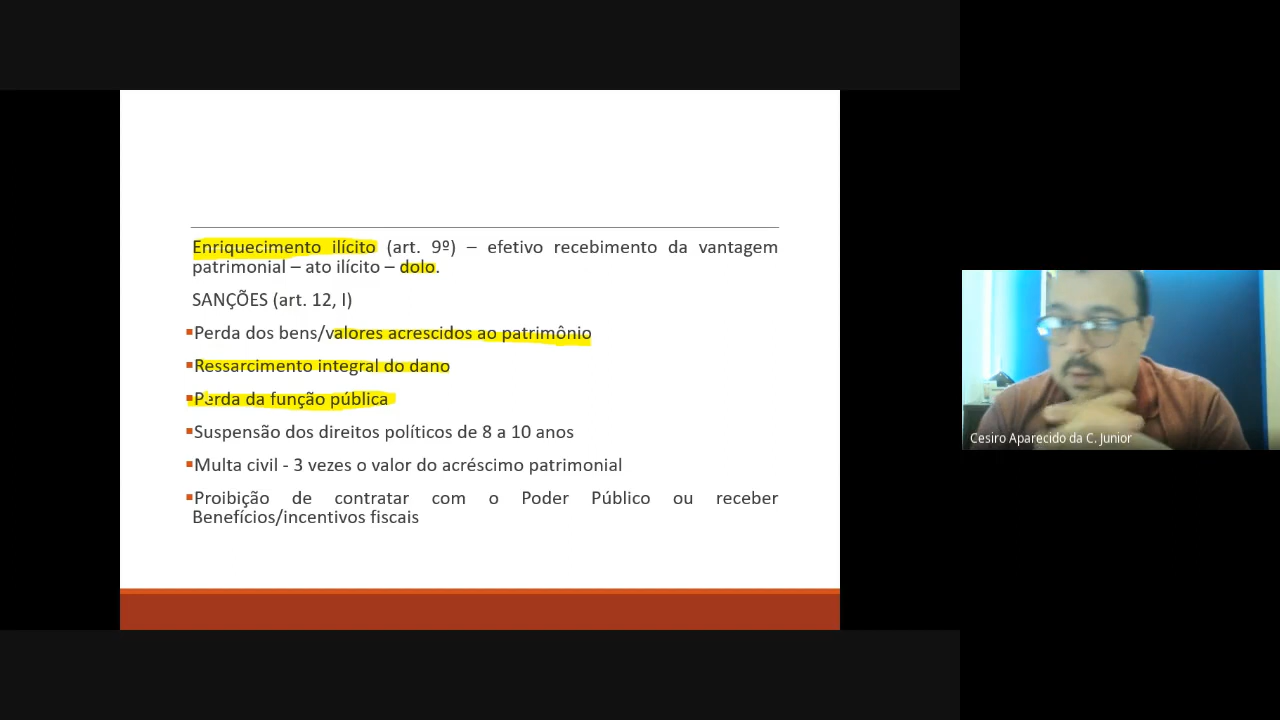 Enriquecimento ilícito (art. 9º) – efetivo recebimento da vantagem
patrimonial – ato ilícito – dolo.
SANÇÕES (art. 12, I)
▪Perda dos bens/valores acrescidos ao patrimônio
▪Ressarcimento integral do dano
▪Perda da função pública
▪Suspensão dos direitos políticos de 8 a 10 anos
▪Multa civil - 3 vezes o valor do acréscimo patrimonial
▪Proibição de contratar com o Poder Público ou receber
Benefícios/incentivos fiscais
Cesiro Aparecido da C. Junior